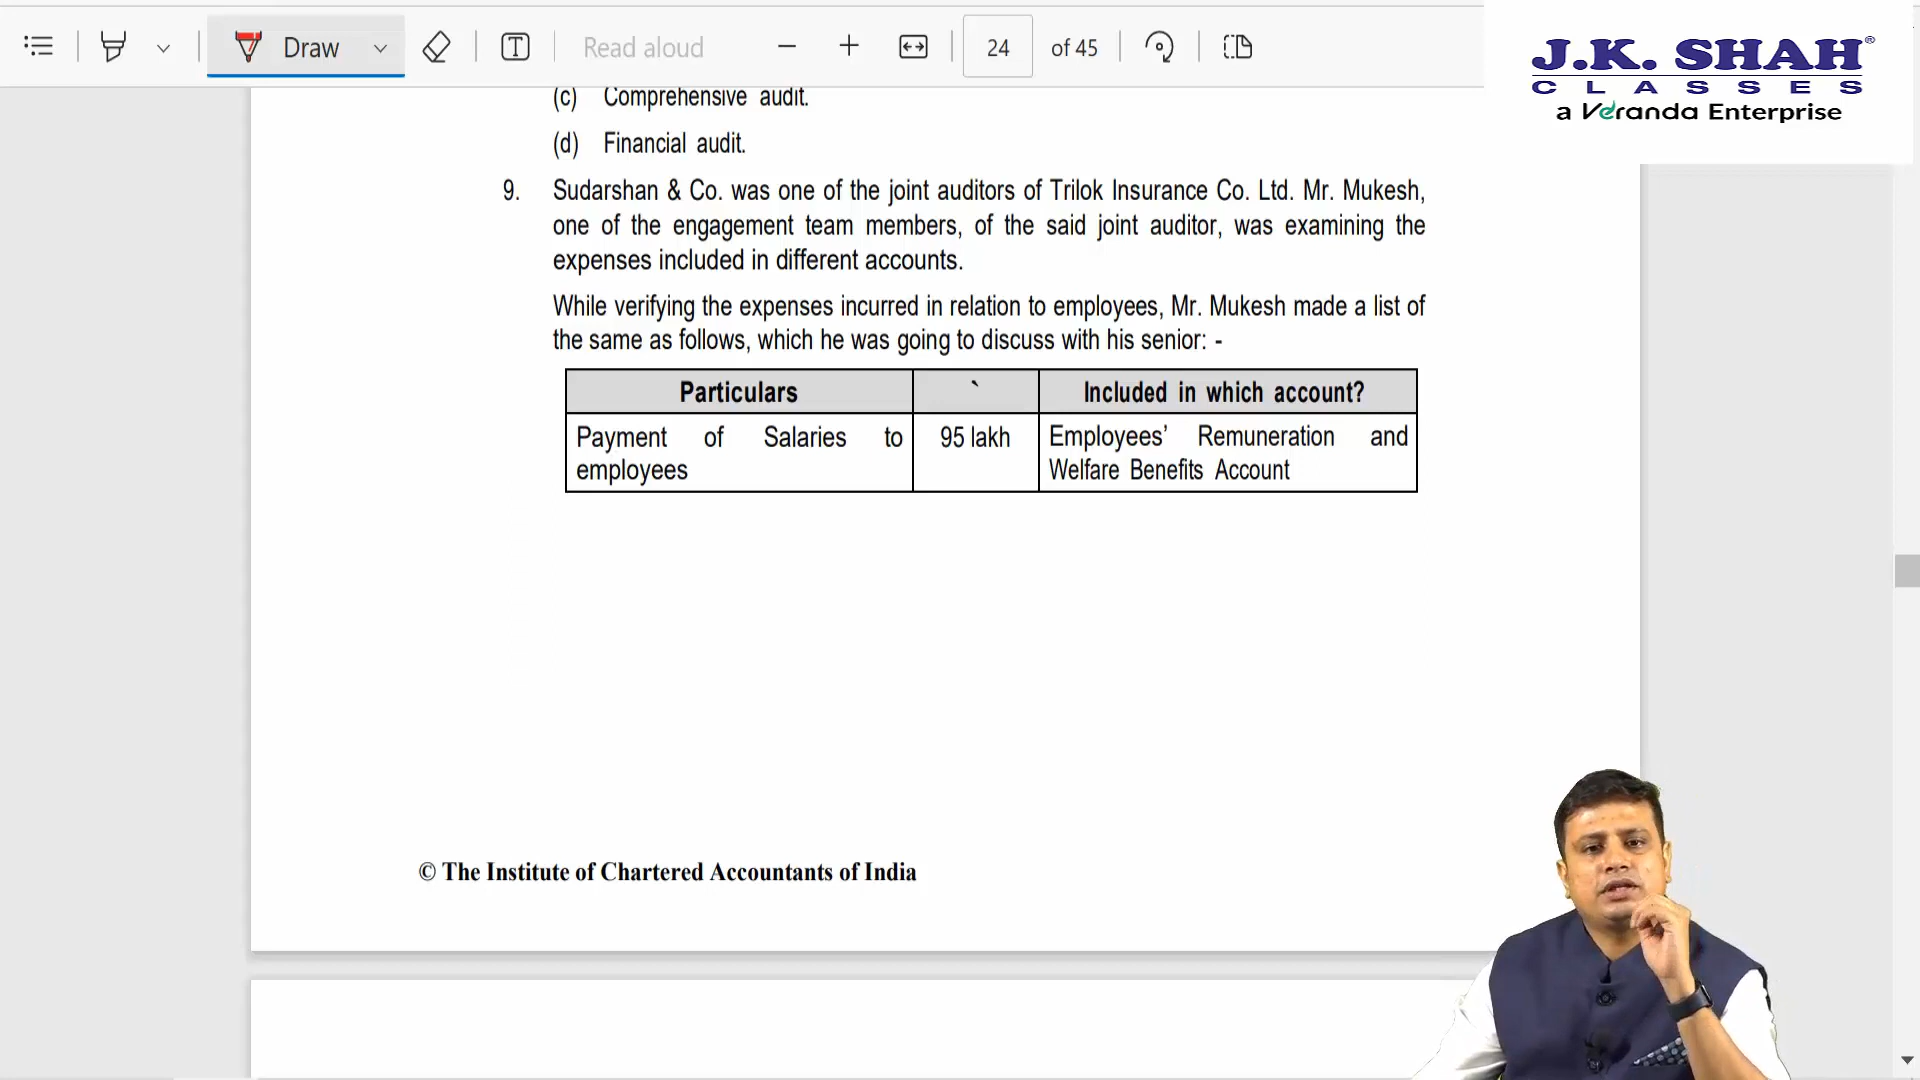 Draw
Read aloud
24 of 45
J.K. SHAH®
CLASSES
a Veranda Enterprise
(c) Comprehensive audit.
(d) Financial audit.
9. Sudarshan & Co. was one of the joint auditors of Trilok Insurance Co. Ltd. Mr. Mukesh,
one of the engagement team members, of the said joint auditor, was examining the
expenses included in different accounts.
While verifying the expenses incurred in relation to employees, Mr. Mukesh made a list of
the same as follows, which he was going to discuss with his senior: -
Particulars ` Included in which account?
Payment of Salaries to 95 lakh Employees’ Remuneration and
employees Welfare Benefits Account
© The Institute of Chartered Accountants of India